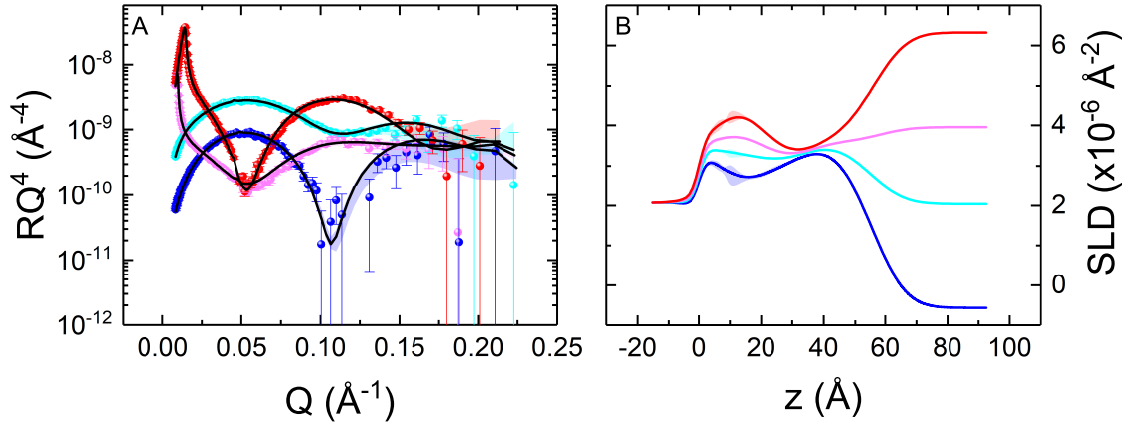 A
B
10⁻⁸
10⁻⁹
10⁻¹⁰
10⁻¹¹
10⁻¹²
RQ⁴ (Å⁻⁴)
0.00 0.05 0.10 0.15 0.20 0.25
Q (Å⁻¹)
6
4
2
0
SLD (x10⁻⁶ Å⁻²)
-20 0 20 40 60 80 100
z (Å)